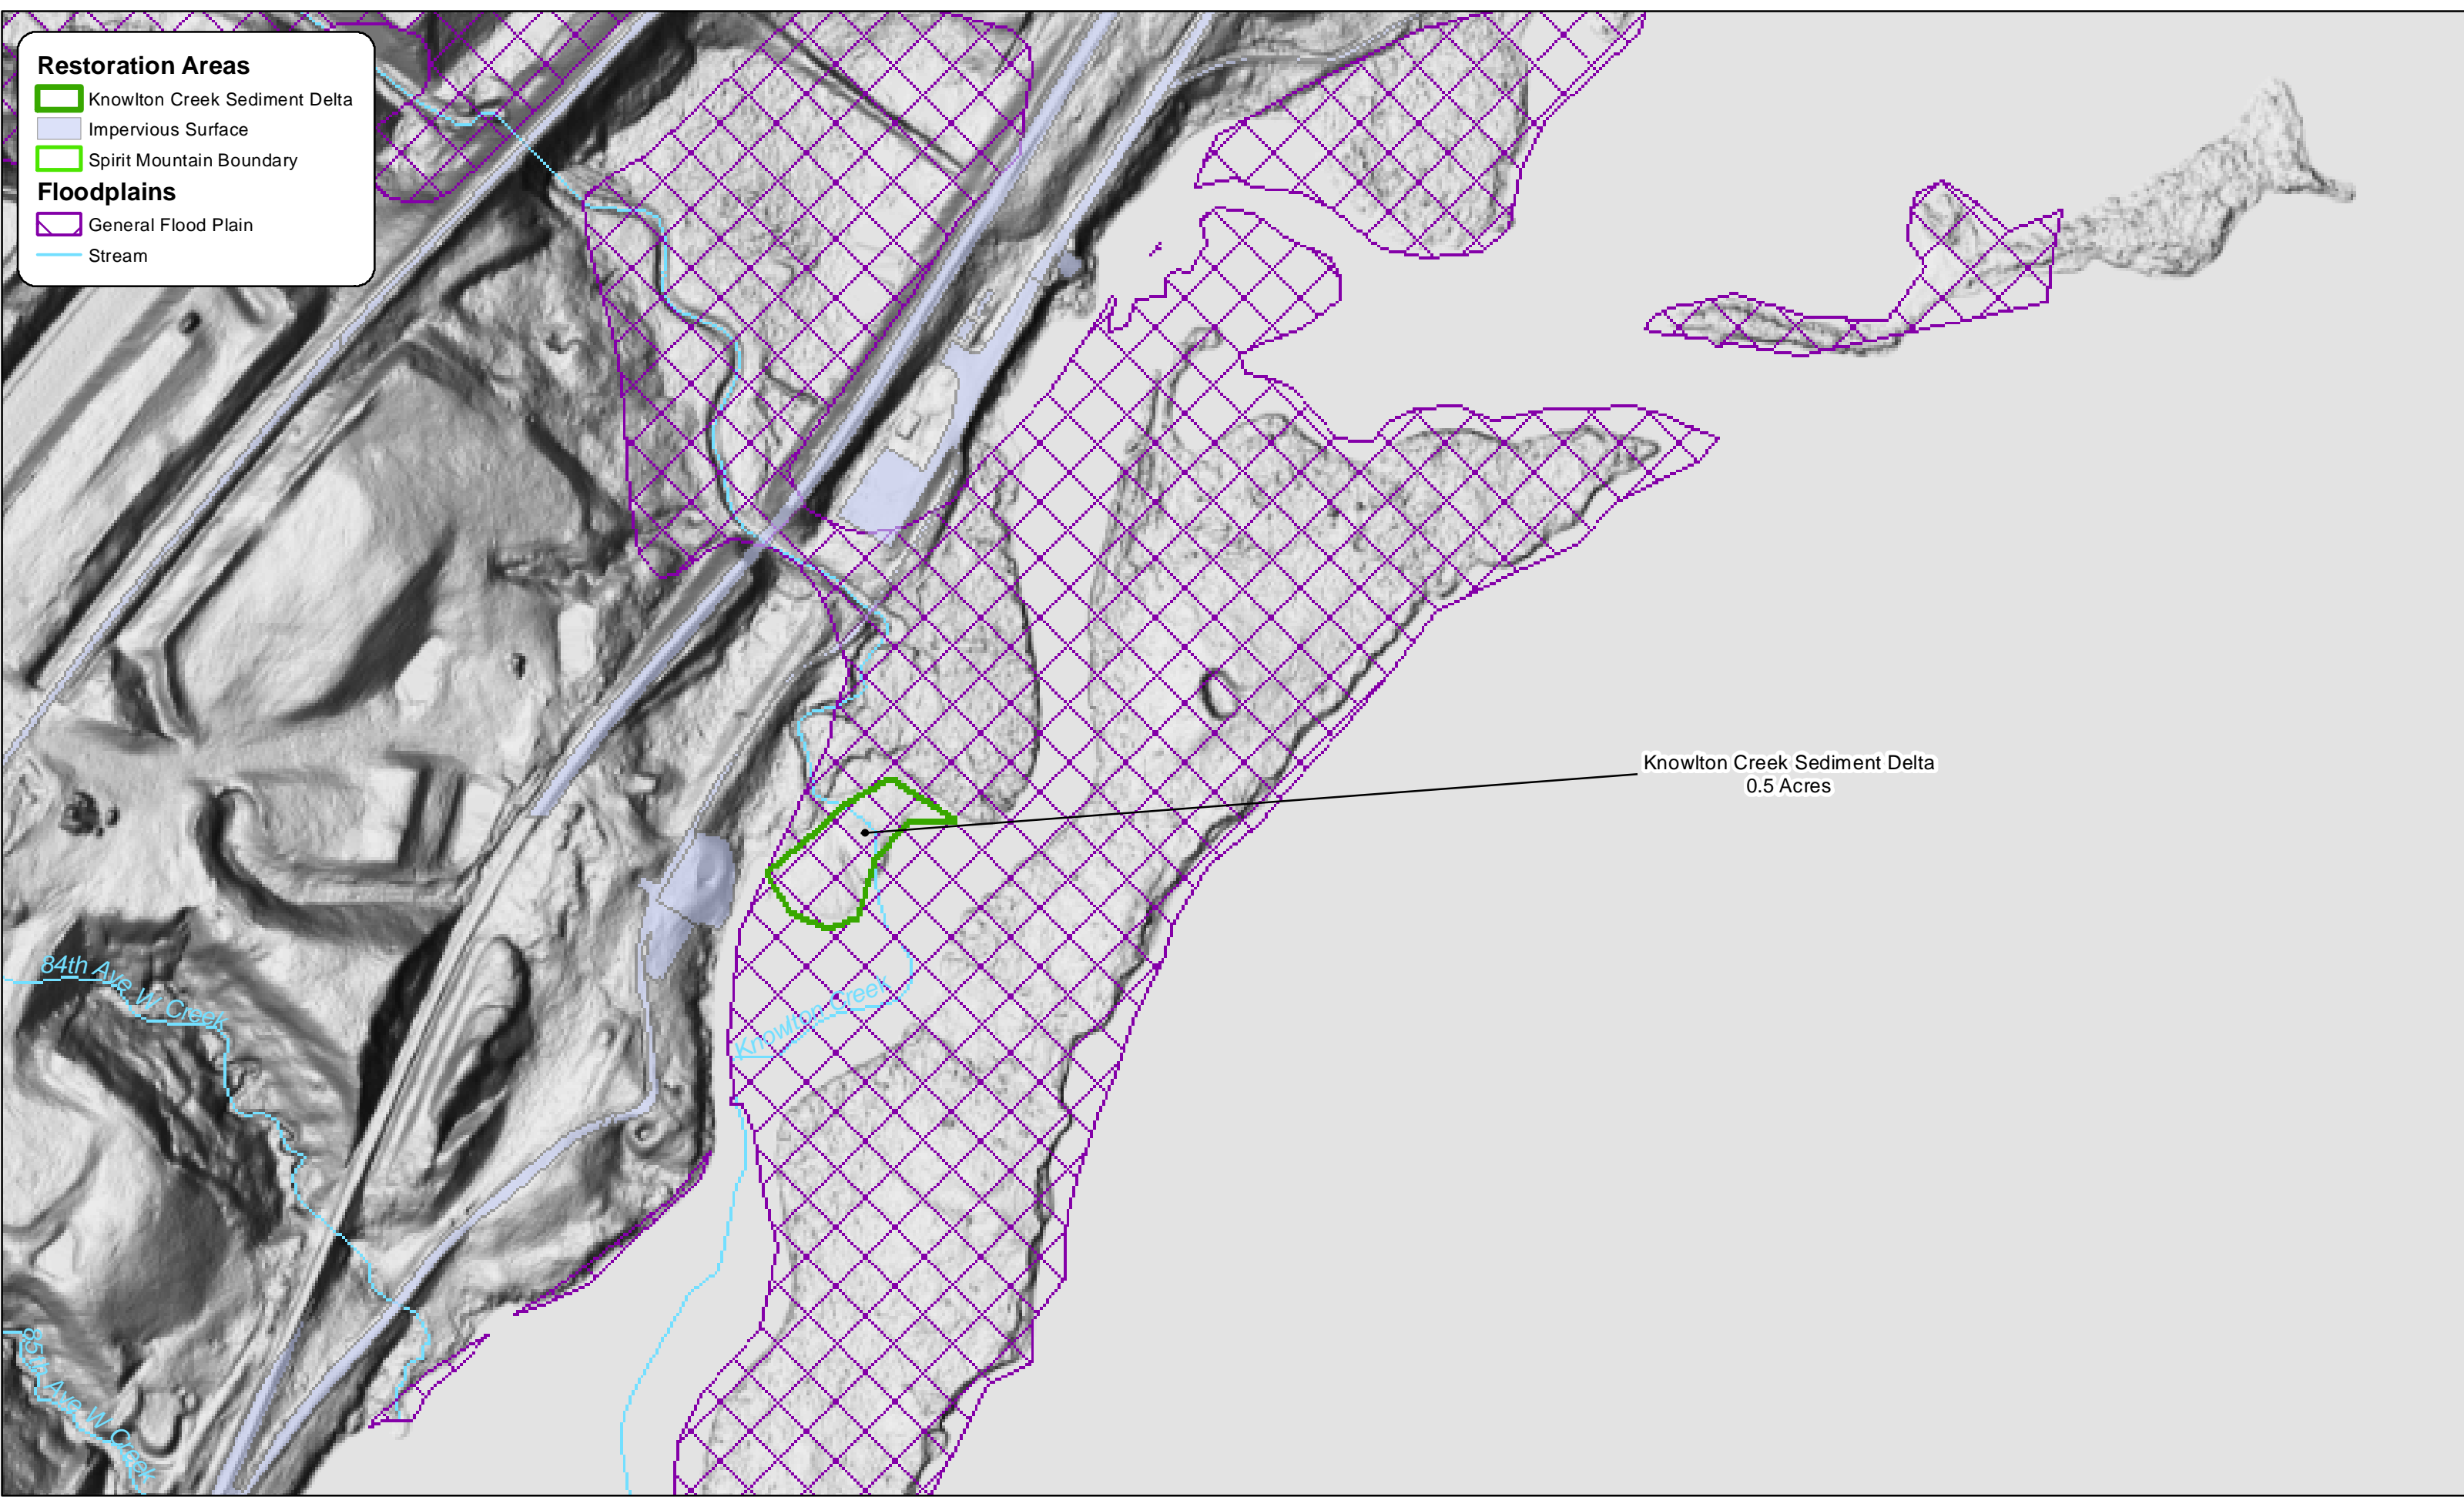 Restoration Areas
Knowlton Creek Sediment Delta
Impervious Surface
Spirit Mountain Boundary
Floodplains
General Flood Plain
Stream
Knowlton Creek Sediment Delta
0.5 Acres
84th Ave W Creek
Knowlton Creek
85th Ave W Creek